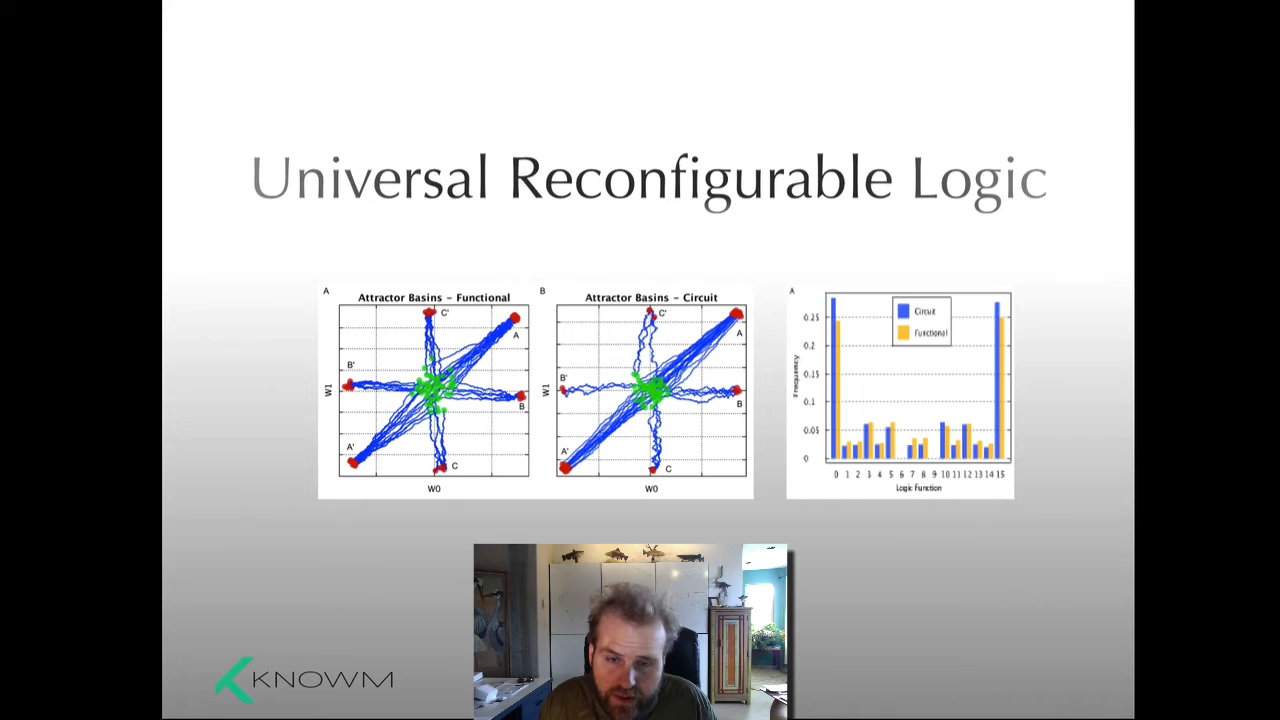 Universal Reconfigurable Logic
A
Attractor Basins – Functional
C'
A
B'
B
A'
C
W1
W0
B
Attractor Basins – Circuit
C'
A
B'
B
A'
C
W1
W0
A
Circuit
Functional
0.25
0.2
0.15
0.1
0.05
0
Frequency
0 1 2 3 4 5 6 7 8 9 10 11 12 13 14 15
Logic Function
KNOWM